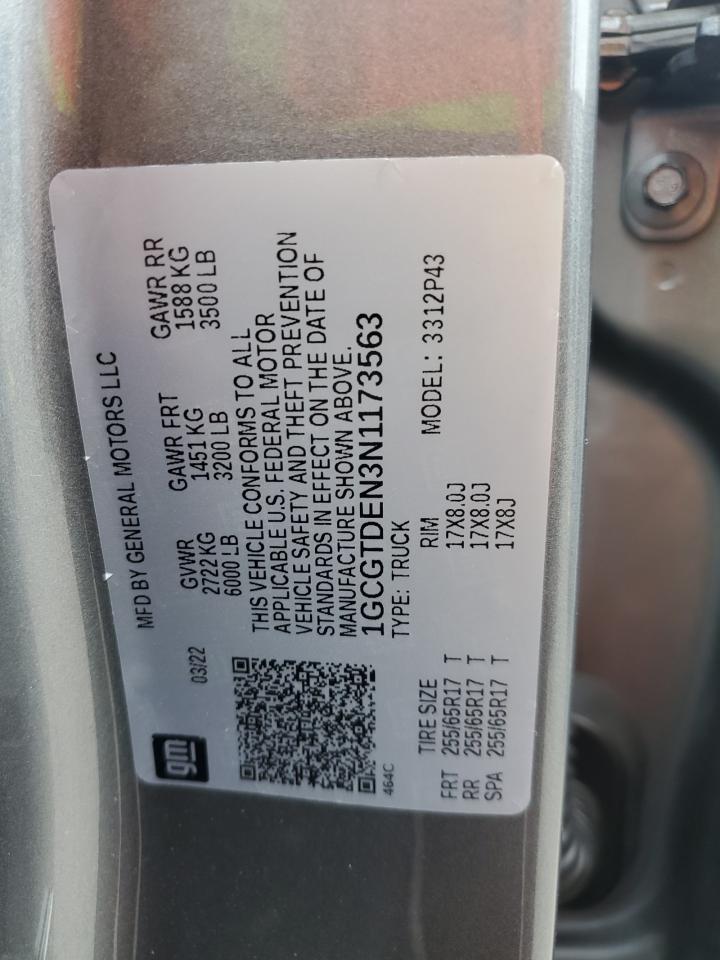 gm
MFD BY GENERAL MOTORS LLC
03/22
GVWR GAWR FRT GAWR RR
2722 KG 1451 KG 1588 KG
6000 LB 3200 LB 3500 LB
THIS VEHICLE CONFORMS TO ALL
APPLICABLE U.S. FEDERAL MOTOR
VEHICLE SAFETY AND THEFT PREVENTION
STANDARDS IN EFFECT ON THE DATE OF
MANUFACTURE SHOWN ABOVE.
1GCGTDEN3N1173563
464C
TYPE: TRUCK MODEL: 3312P43
TIRE SIZE RIM
FRT 255/65R17 T 17X8.0J
RR 255/65R17 T 17X8.0J
SPA 255/65R17 T 17X8J